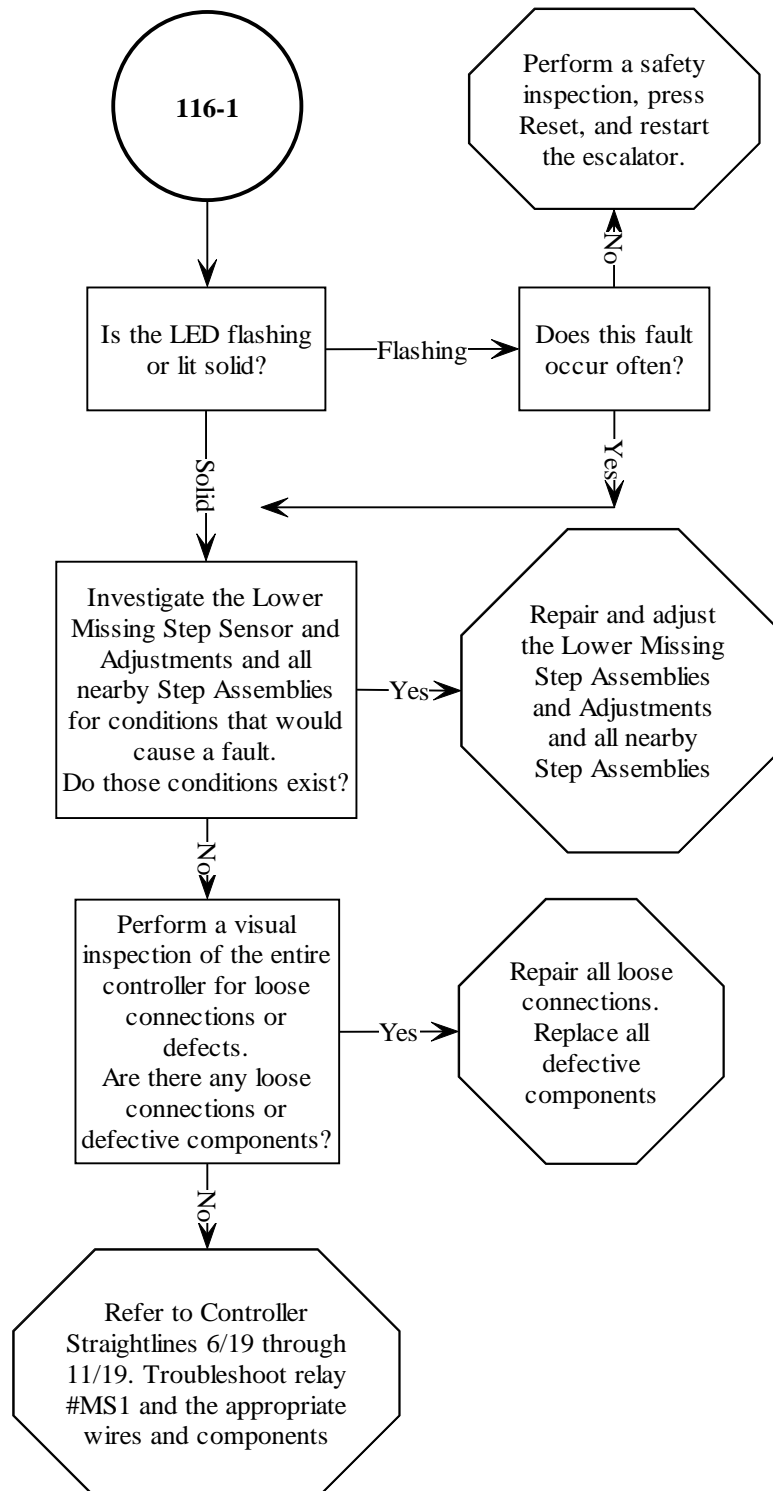 116-1
Perform a safety
inspection, press
Reset, and restart
the escalator.
No
Is the LED flashing
or lit solid?
Flashing
Does this fault
occur often?
Solid
Yes
Investigate the Lower
Missing Step Sensor and
Adjustments and all
nearby Step Assemblies
for conditions that would
cause a fault.
Do those conditions exist?
Yes
Repair and adjust
the Lower Missing
Step Assemblies
and Adjustments
and all nearby
Step Assemblies
No
Perform a visual
inspection of the entire
controller for loose
connections or
defects.
Are there any loose
connections or
defective components?
Yes
Repair all loose
connections.
Replace all
defective
components
No
Refer to Controller
Straightlines 6/19 through
11/19. Troubleshoot relay
#MS1 and the appropriate
wires and components